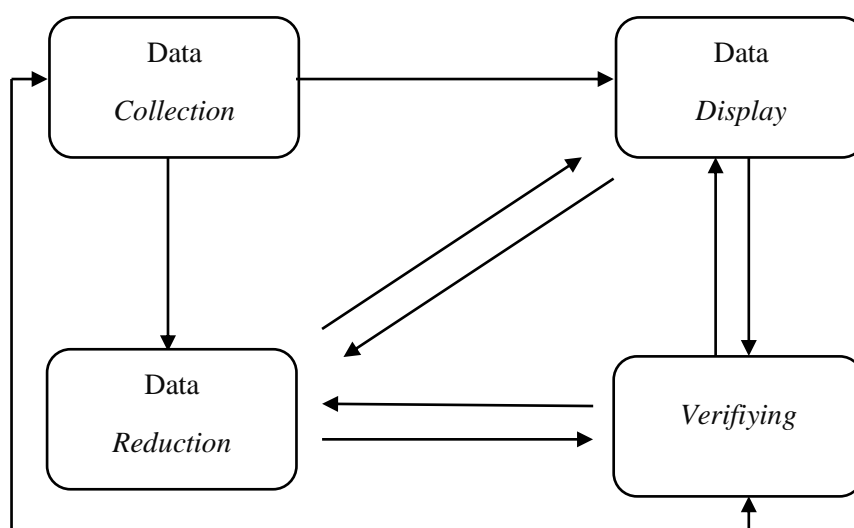 Data
Collection
Data
Display
Data
Reduction
Verifiying